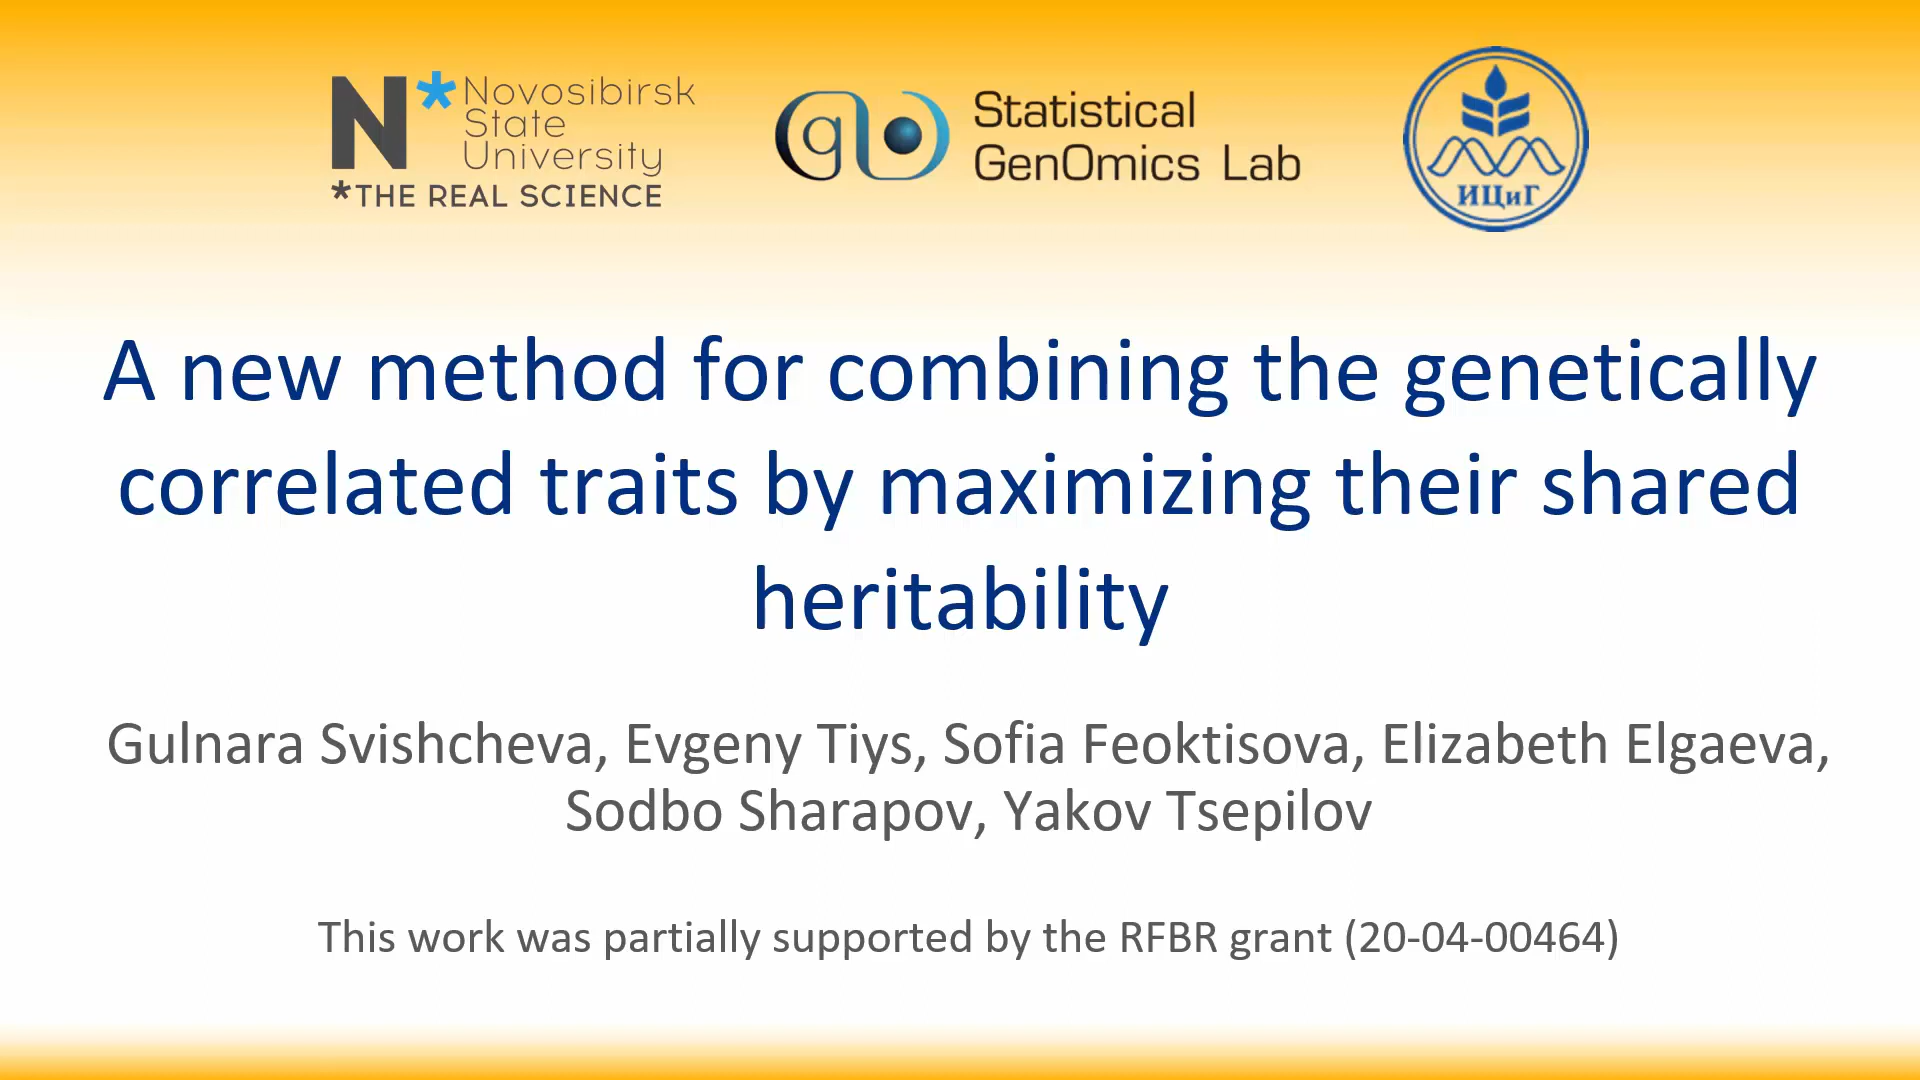 N*
Novosibirsk
State
University
*THE REAL SCIENCE
Statistical
GenOmics Lab
ИЦиГ
A new method for combining the genetically
correlated traits by maximizing their shared
heritability
Gulnara Svishcheva, Evgeny Tiys, Sofia Feoktisova, Elizabeth Elgaeva,
Sodbo Sharapov, Yakov Tsepilov
This work was partially supported by the RFBR grant (20-04-00464)